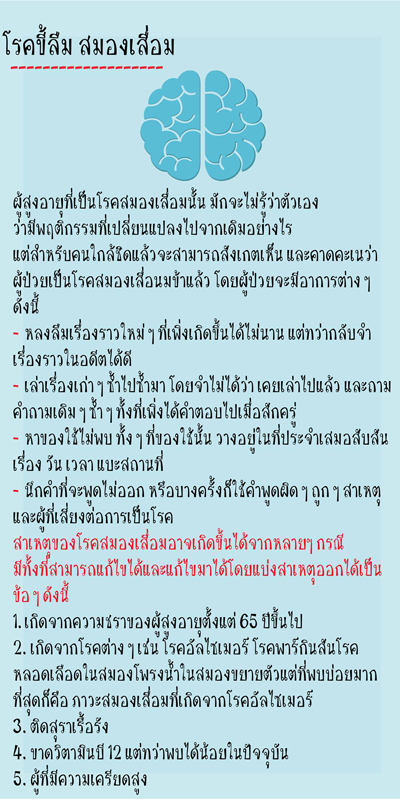 โรคขี้ลืม สมองเสื่อม
ผู้สูงอายุที่เป็นโรคสมองเสื่อมนั้น มักจะไม่รู้ว่าตัวเอง
ว่ามีพฤติกรรมที่เปลี่ยนแปลงไปจากเดิมอย่างไร
แต่สำหรับคนใกล้ชิดแล้วจะสามารถสังเกตเห็น และคาดคะเนว่า
ผู้ป่วยเป็นโรคสมองเสื่อนมข้าแล้ว โดยผู้ป่วยจะมีอาการต่าง ๆ
ดังนี้
- หลงลืมเรื่องราวใหม่ ๆ ที่เพิ่งเกิดขึ้นได้ไม่นาน แต่ทว่ากลับจำ
เรื่องราวในอดีตได้ดี
- เล่าเรื่องเก่า ๆ ซ้ำไปซ้ำมา โดยจำไม่ได้ว่า เคยเล่าไปแล้ว และถาม
คำถามเดิม ๆ ซ้ำ ๆ ทั้งที่เพิ่งได้คำตอบไปเมื่อสักครู่
- หาของใช้ไม่พบ ทั้ง ๆ ที่ของใช้นั้น วางอยู่ในที่ประจำเสมอสับสัน
เรื่อง วัน เวลา แบะสถานที่
- นึกคำที่จะพูดไม่ออก หรือบางครั้งก็ใช้คำพูดผิด ๆ ถูก ๆ สาเหตุ
และผู้ที่เสี่ยงต่อการเป็นโรค
สาเหตุของโรคสมองเสื่อมอาจเกิดขึ้นได้จากหลายๆ กรณี
มีทั้งที่สามารถแก้ไขได้และแก้ไขมาได้โดยแบ่งสาเหตุออกได้เป็น
ข้อ ๆ ดังนี้
1. เกิดจากความชราของผู้สูงอายุตั้งแต่ 65 ปีขึ้นไป
2. เกิดจากโรคต่าง ๆ เช่น โรคอัลไซเมอร์ โรคพาร์กินสันโรค
หลอดเลือดในสมองโพรงน้ำในสมองขยายตัวแต่ที่พบบ่อยมาก
ที่สุดก็คือ ภาวะสมองเสื่อมที่เกิดจากโรคอัลไซเมอร์
3. ติดสุราเรื้อรัง
4. ขาดวิตามินบี 12 แต่ทว่าพบได้น้อยในปัจจุบัน
5. ผู้ที่มีความเครียดสูง